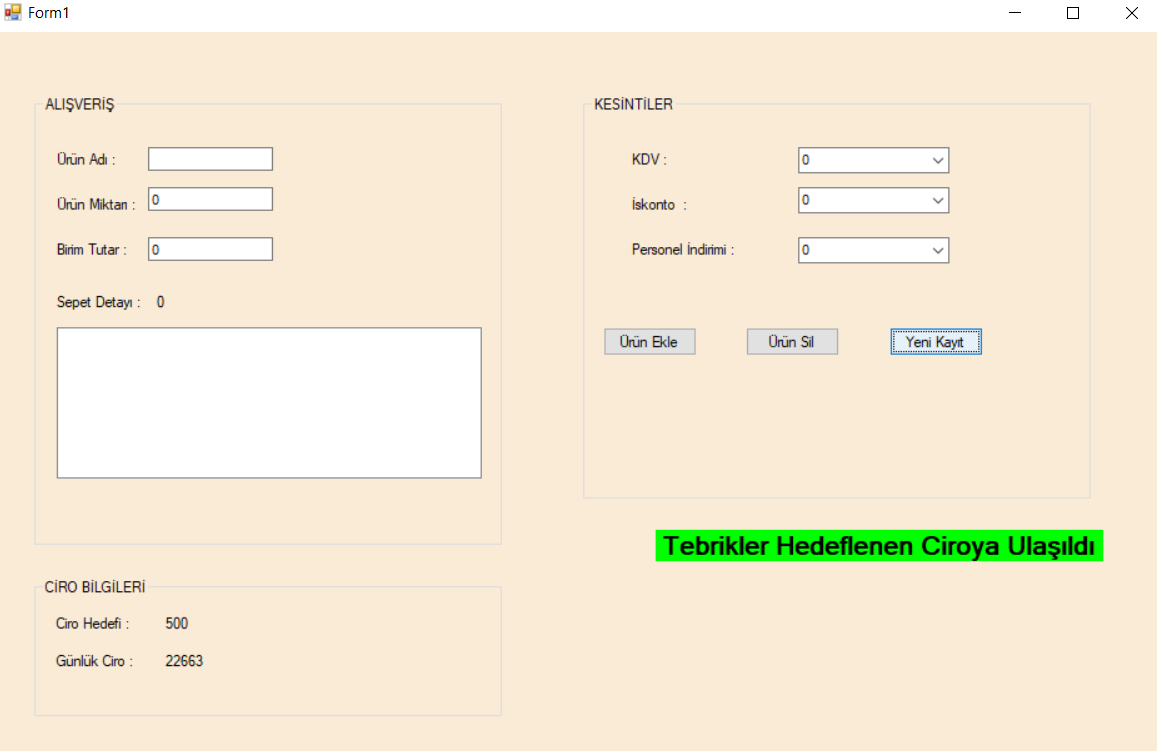 Form1
ALIŞVERİŞ
Ürün Adı :
Ürün Miktarı : 0
Birim Tutar : 0
Sepet Detayı : 0
KESİNTİLER
KDV : 0
İskonto : 0
Personel İndirimi : 0
Ürün Ekle Ürün Sil Yeni Kayıt
Tebrikler Hedeflenen Ciroya Ulaşıldı
CİRO BİLGİLERİ
Ciro Hedefi : 500
Günlük Ciro : 22663